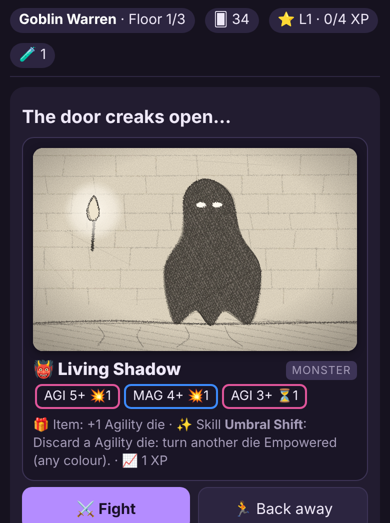 Goblin Warren · Floor 1/3 🂠 34 ⭐ L1 · 0/4 XP
🧪 1
The door creaks open...
👹 Living Shadow MONSTER
AGI 5+ 💥1 MAG 4+ 💥1 AGI 3+ ⏳1
🎁 Item: +1 Agility die · ✨ Skill Umbral Shift:
Discard a Agility die: turn another die Empowered
(any colour). · 📈 1 XP
⚔️ Fight 🏃 Back away